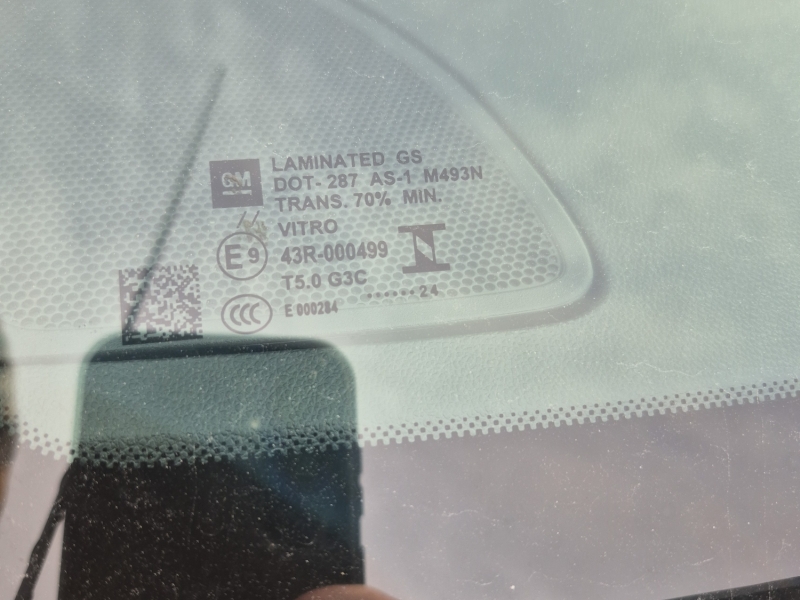 GM
LAMINATED GS
DOT- 287 AS-1 M493N
TRANS. 70% MIN.
VITRO
E9 43R-000499
T5.0 G3C
CCC E 000284 ······24